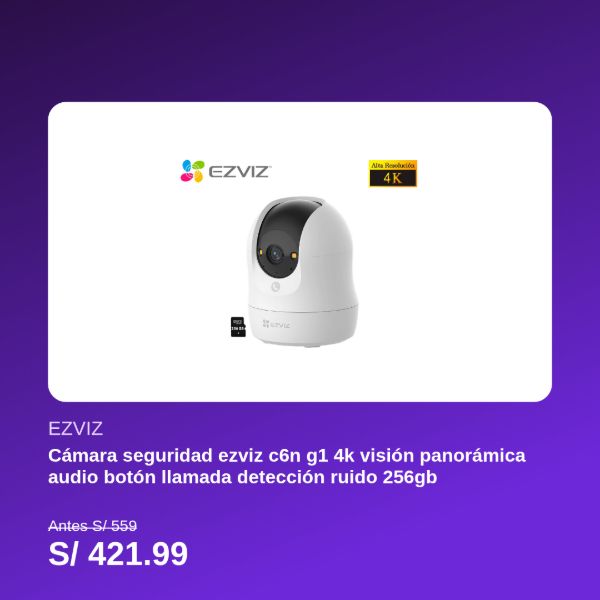 EZVIZ
Alta Resolución
4K
EZVIZ
EZVIZ
Cámara seguridad ezviz c6n g1 4k visión panorámica
audio botón llamada detección ruido 256gb
Antes S/ 559
S/ 421.99